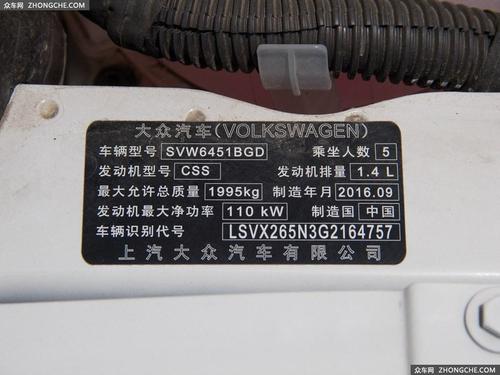 众车网 ZHONGCHE.COM
大众汽车(VOLKSWAGEN)
车辆型号 SVW6451BGD 乘坐人数 5
发动机型号 CSS 发动机排量 1.4 L
最大允许总质量 1995kg 制造年月 2016.09
发动机最大净功率 110 kW 制造国 中国
车辆识别代号 LSVX265N3G2164757
上汽大众汽车有限公司
众车网 ZHONGCHE.COM